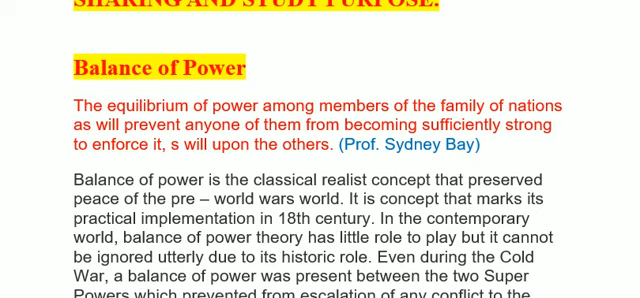 SHARING AND STUDY PURPOSE.
Balance of Power
The equilibrium of power among members of the family of nations
as will prevent anyone of them from becoming sufficiently strong
to enforce it, s will upon the others. (Prof. Sydney Bay)
Balance of power is the classical realist concept that preserved
peace of the pre – world wars world. It is concept that marks its
practical implementation in 18th century. In the contemporary
world, balance of power theory has little role to play but it cannot
be ignored utterly due to its historic role. Even during the Cold
War, a balance of power was present between the two Super
Powers which prevented from escalation of any conflict to the